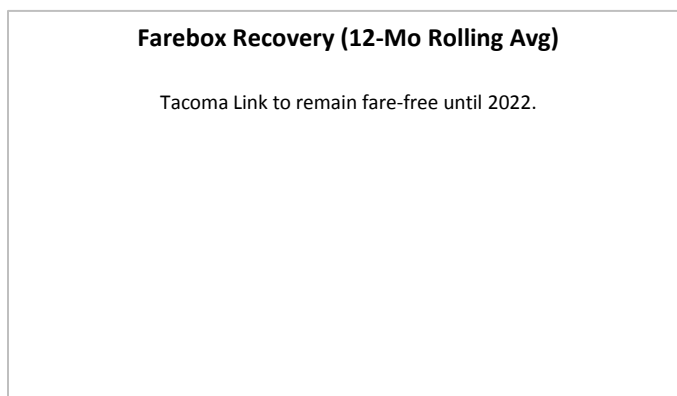 Farebox Recovery (12-Mo Rolling Avg)
Tacoma Link to remain fare-free until 2022.